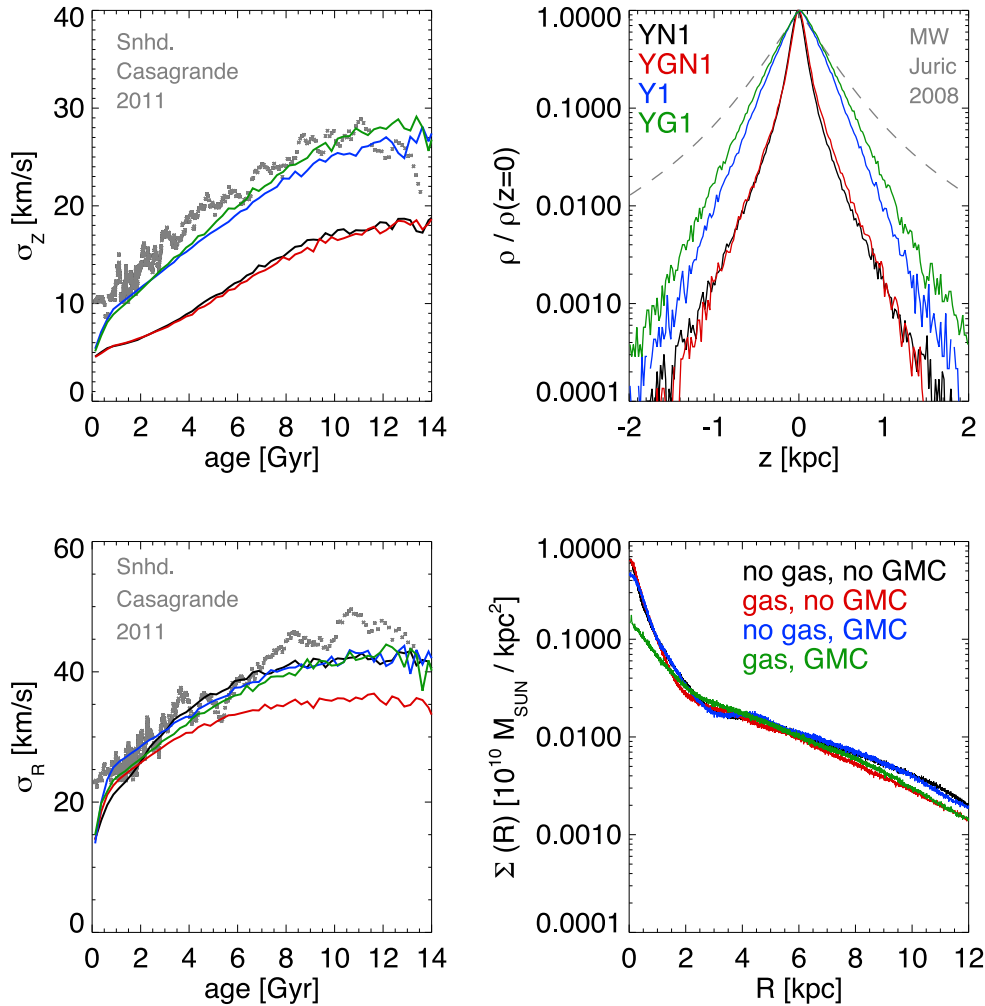 Snhd.
Casagrande
2011
40
30
20
10
0
σZ [km/s]
0 2 4 6 8 10 12 14
age [Gyr]
YN1
YGN1
Y1
YG1
MW
Juric
2008
1.0000
0.1000
0.0100
0.0010
0.0001
ρ / ρ(z=0)
-2 -1 0 1 2
z [kpc]
Snhd.
Casagrande
2011
60
40
20
0
σR [km/s]
0 2 4 6 8 10 12 14
age [Gyr]
no gas, no GMC
gas, no GMC
no gas, GMC
gas, GMC
1.0000
0.1000
0.0100
0.0010
0.0001
Σ (R) [10^10 M_SUN / kpc^2]
0 2 4 6 8 10 12
R [kpc]